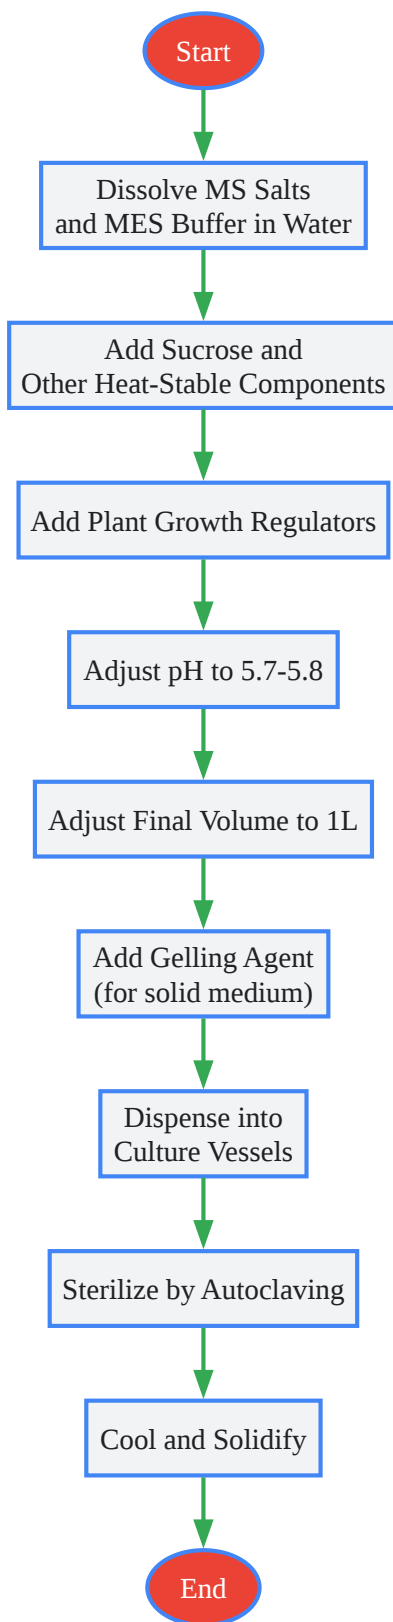 Start
Dissolve MS Salts
and MES Buffer in Water
Add Sucrose and
Other Heat-Stable Components
Add Plant Growth Regulators
Adjust pH to 5.7-5.8
Adjust Final Volume to 1L
Add Gelling Agent
(for solid medium)
Dispense into
Culture Vessels
Sterilize by Autoclaving
Cool and Solidify
End